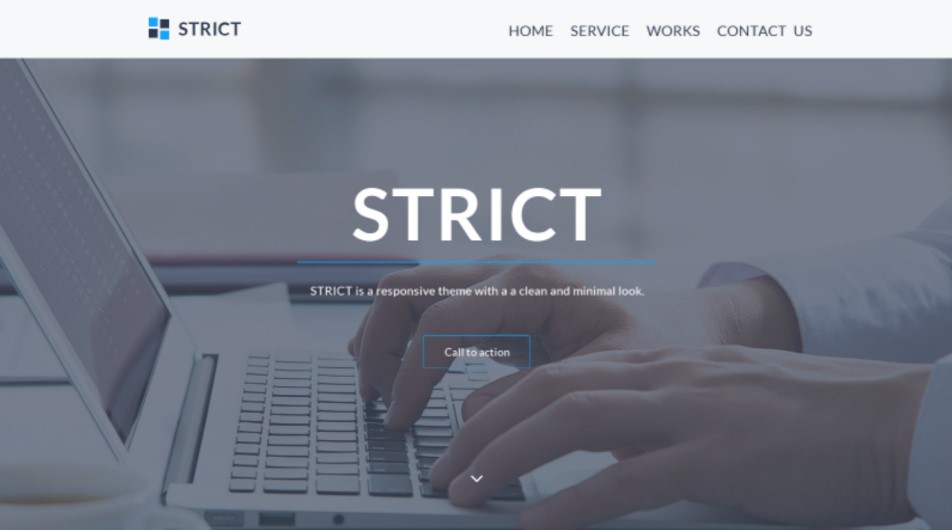 STRICT
HOME SERVICE WORKS CONTACT US
STRICT
STRICT is a responsive theme with a a clean and minimal look.
Call to action